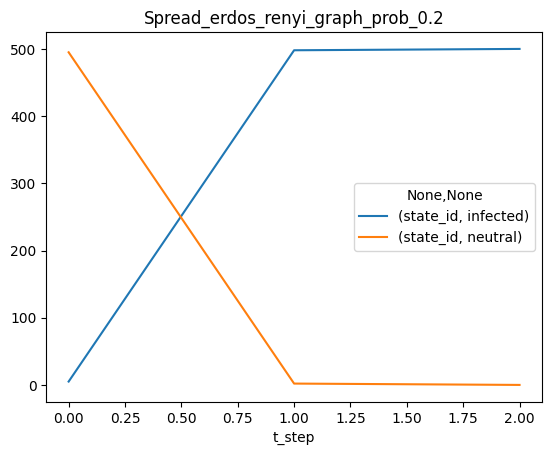 Spread_erdos_renyi_graph_prob_0.2
500
400
300
200
100
0
None,None
(state_id, infected)
(state_id, neutral)
0.00 0.25 0.50 0.75 1.00 1.25 1.50 1.75 2.00
t_step